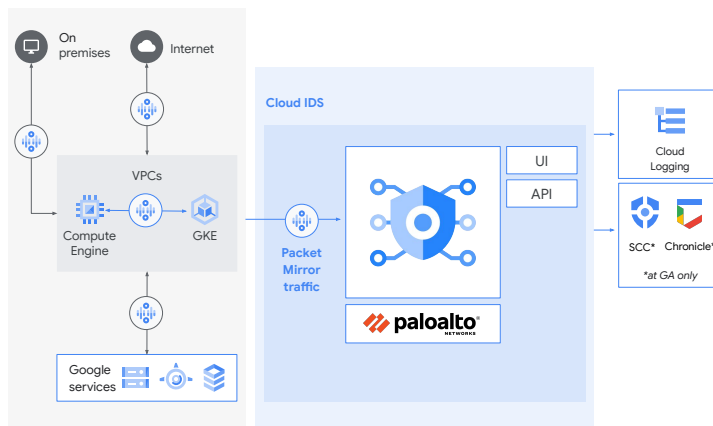 On
premises
Internet
VPCs
Compute
Engine
GKE
Google
services
Cloud IDS
Packet
Mirror
traffic
UI
API
paloalto®
NETWORKS
Cloud
Logging
SCC*
Chronicle*
*at GA only